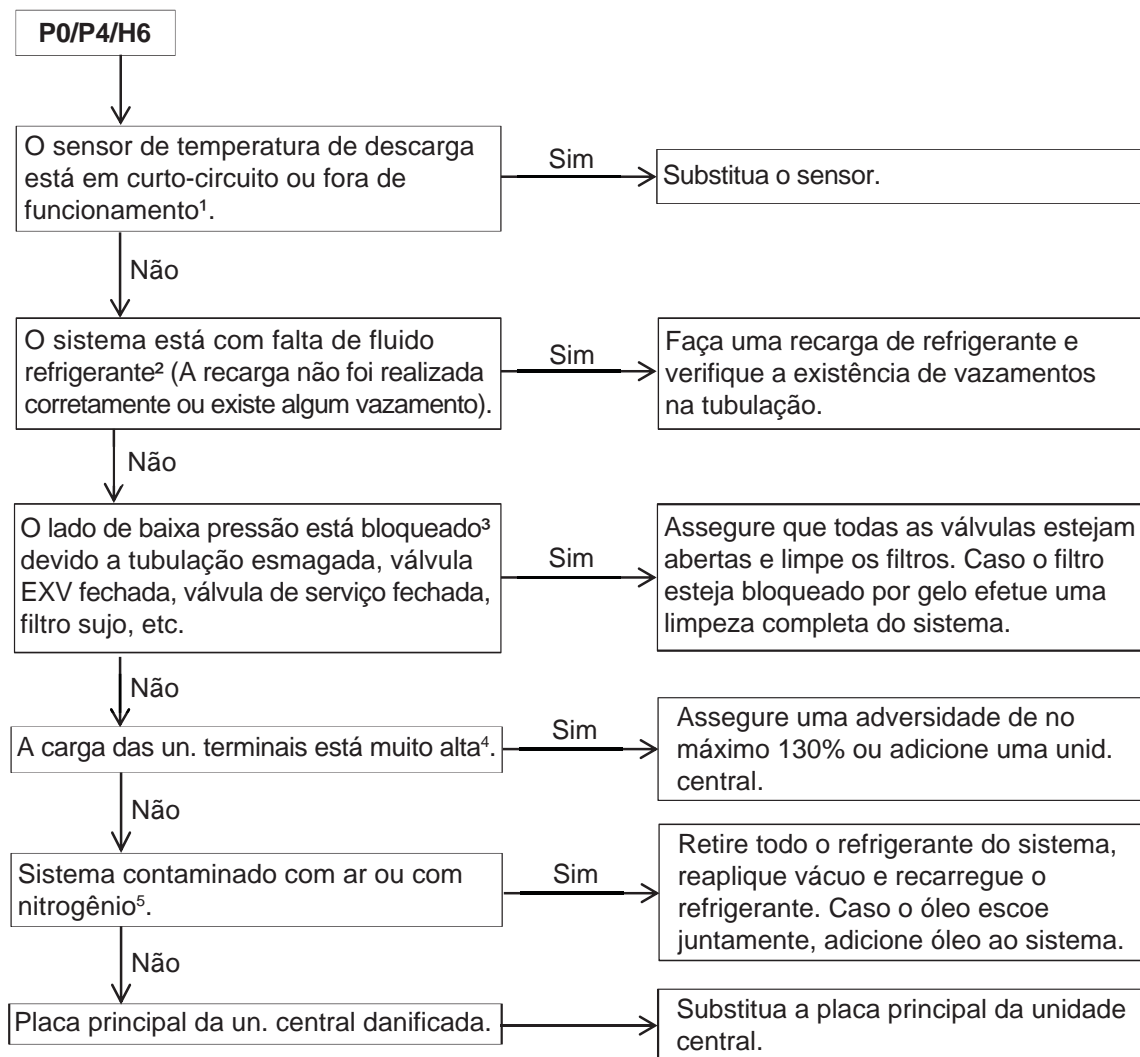 P0/P4/H6
O sensor de temperatura de descarga
está em curto-circuito ou fora de
funcionamento¹.
Sim
Substitua o sensor.
Não
O sistema está com falta de fluido
refrigerante² (A recarga não foi realizada
corretamente ou existe algum vazamento).
Sim
Faça uma recarga de refrigerante e
verifique a existência de vazamentos
na tubulação.
Não
O lado de baixa pressão está bloqueado³
devido a tubulação esmagada, válvula
EXV fechada, válvula de serviço fechada,
filtro sujo, etc.
Sim
Assegure que todas as válvulas estejam
abertas e limpe os filtros. Caso o filtro
esteja bloqueado por gelo efetue uma
limpeza completa do sistema.
Não
A carga das un. terminais está muito alta⁴.
Sim
Assegure uma adversidade de no
máximo 130% ou adicione uma unid.
central.
Não
Sistema contaminado com ar ou com
nitrogênio⁵.
Sim
Retire todo o refrigerante do sistema,
reaplique vácuo e recarregue o
refrigerante. Caso o óleo escoe
juntamente, adicione óleo ao sistema.
Não
Placa principal da un. central danificada.
Substitua a placa principal da unidade
central.